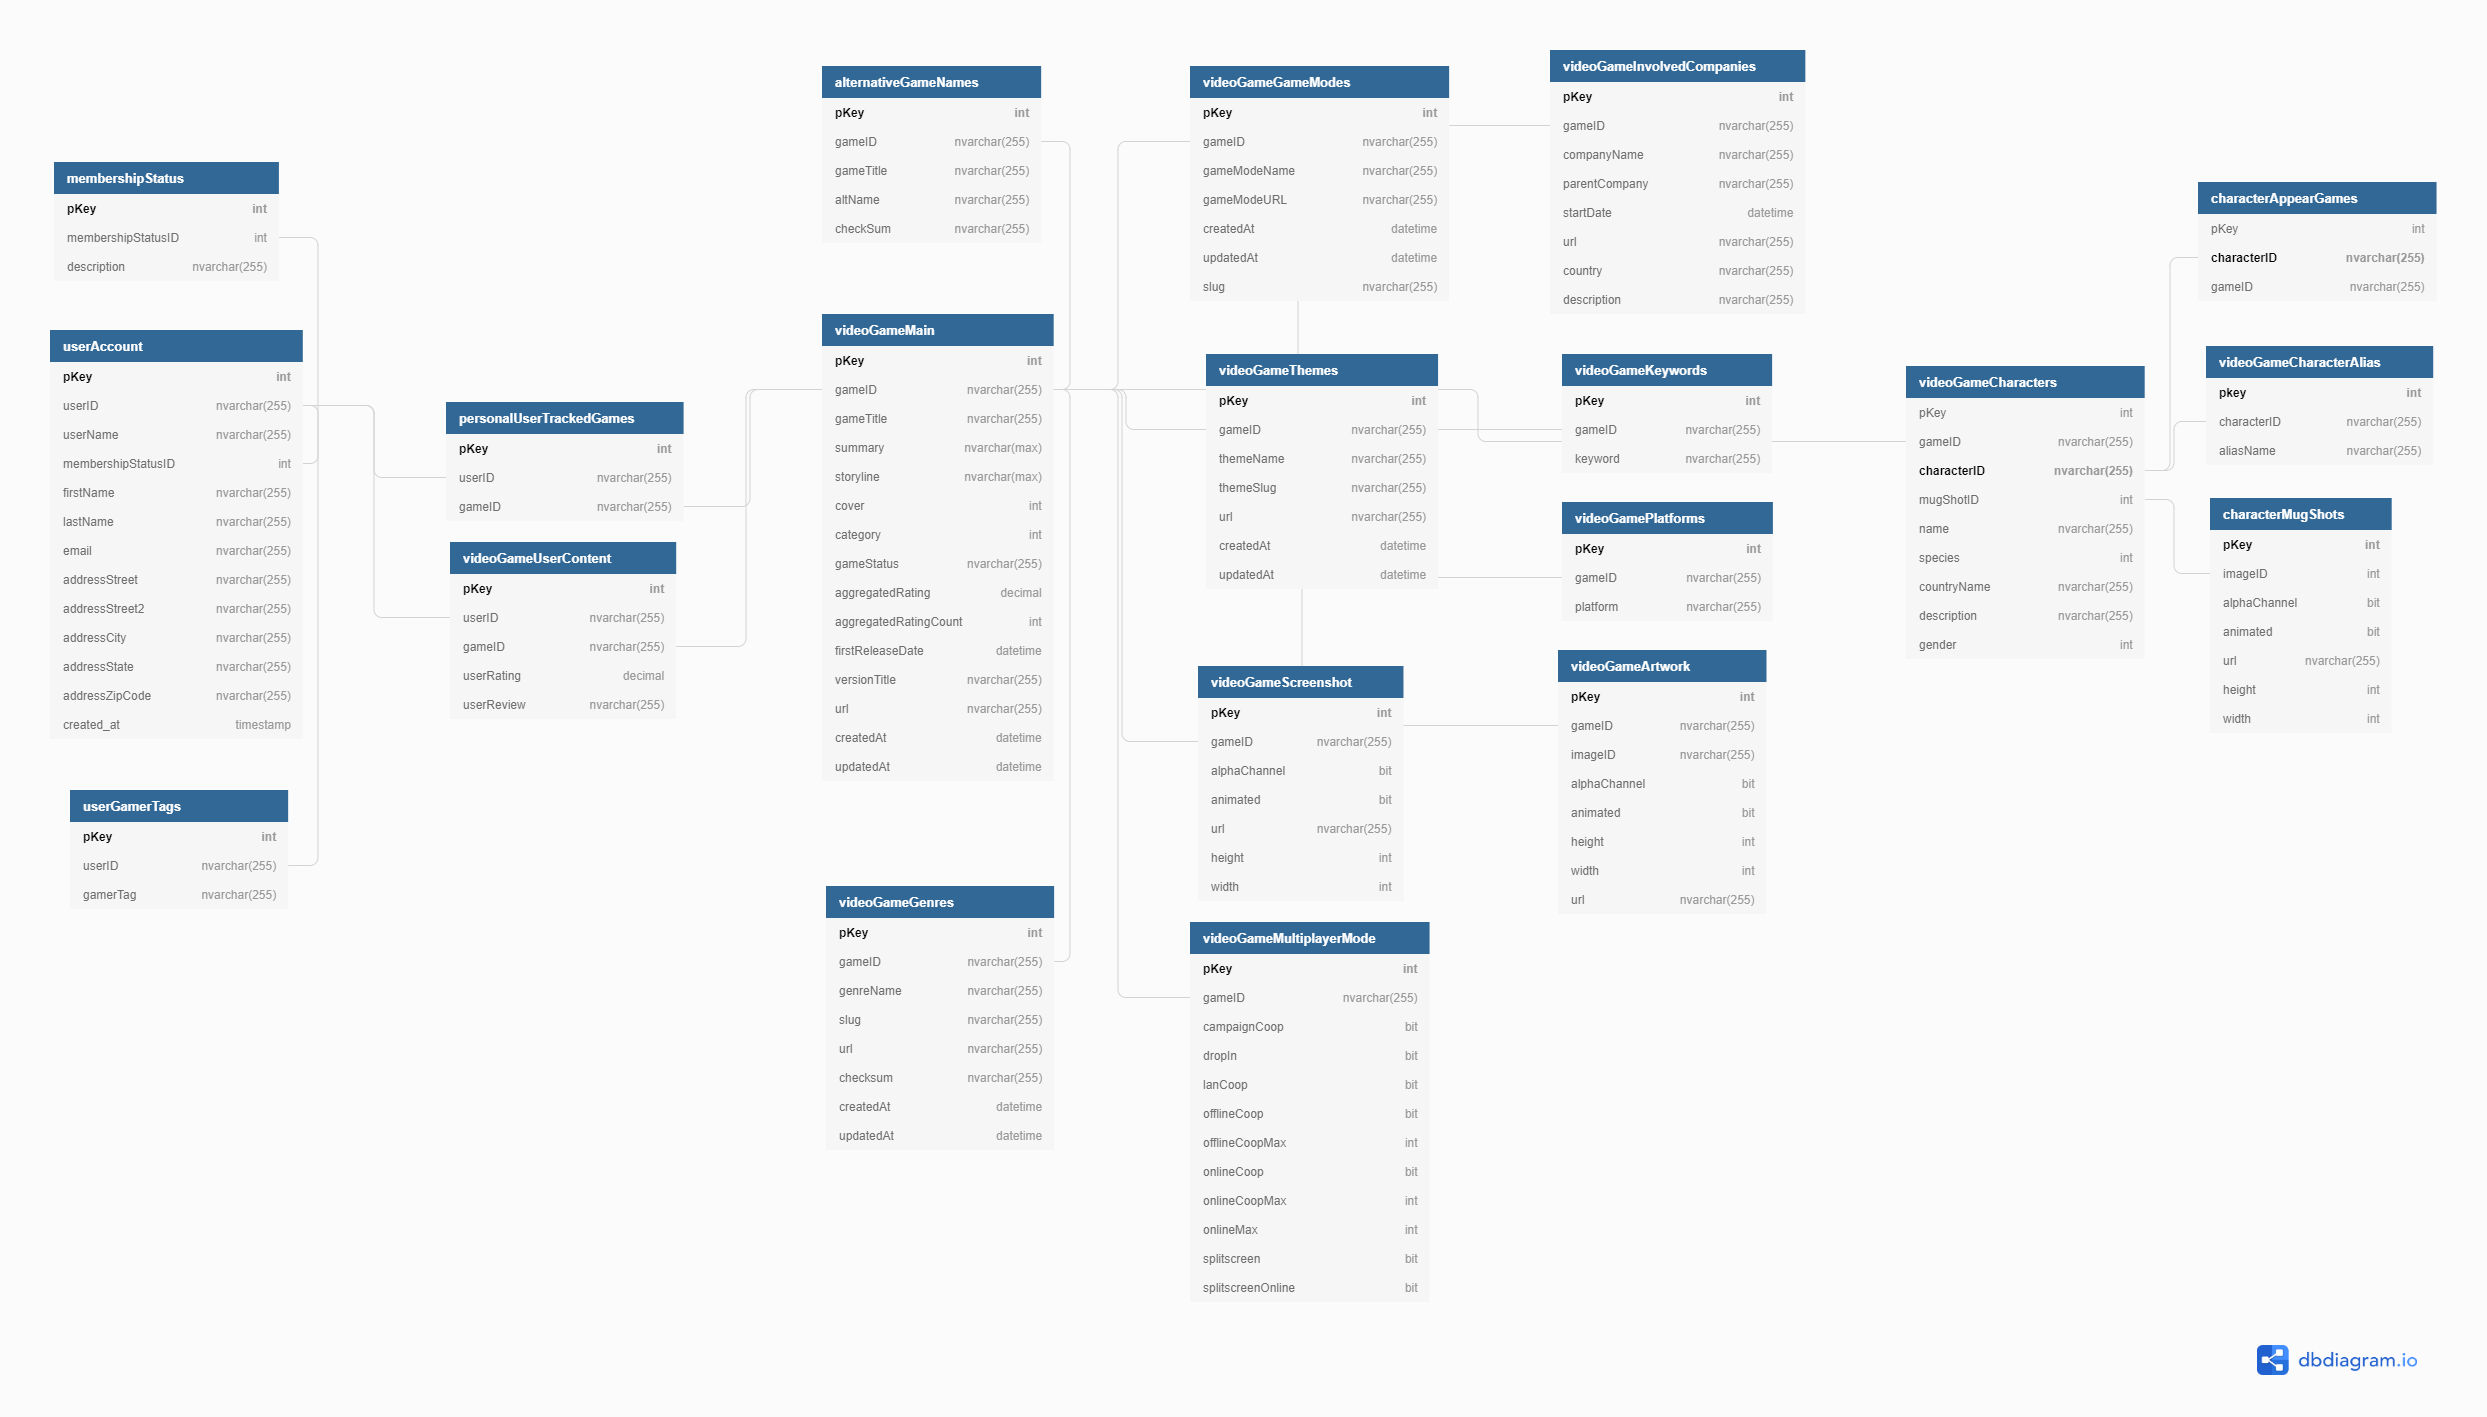 membershipStatus
pKey int
membershipStatusID int
description nvarchar(255)
userAccount
pKey int
userID nvarchar(255)
userName nvarchar(255)
membershipStatusID int
firstName nvarchar(255)
lastName nvarchar(255)
email nvarchar(255)
addressStreet nvarchar(255)
addressStreet2 nvarchar(255)
addressCity nvarchar(255)
addressState nvarchar(255)
addressZipCode nvarchar(255)
created_at timestamp
userGamerTags
pKey int
userID nvarchar(255)
gamerTag nvarchar(255)
personalUserTrackedGames
pKey int
userID nvarchar(255)
gameID nvarchar(255)
videoGameUserContent
pKey int
userID nvarchar(255)
gameID nvarchar(255)
userRating decimal
userReview nvarchar(255)
alternativeGameNames
pKey int
gameID nvarchar(255)
gameTitle nvarchar(255)
altName nvarchar(255)
checkSum nvarchar(255)
videoGameMain
pKey int
gameID nvarchar(255)
gameTitle nvarchar(255)
summary nvarchar(max)
storyline nvarchar(max)
cover int
category int
gameStatus nvarchar(255)
aggregatedRating decimal
aggregatedRatingCount int
firstReleaseDate datetime
versionTitle nvarchar(255)
url nvarchar(255)
createdAt datetime
updatedAt datetime
videoGameGenres
pKey int
gameID nvarchar(255)
genreName nvarchar(255)
slug nvarchar(255)
url nvarchar(255)
checksum nvarchar(255)
createdAt datetime
updatedAt datetime
videoGameGameModes
pKey int
gameID nvarchar(255)
gameModeName nvarchar(255)
gameModeURL nvarchar(255)
createdAt datetime
updatedAt datetime
slug nvarchar(255)
videoGameThemes
pKey int
gameID nvarchar(255)
themeName nvarchar(255)
themeSlug nvarchar(255)
url nvarchar(255)
createdAt datetime
updatedAt datetime
videoGameScreenshot
pKey int
gameID nvarchar(255)
alphaChannel bit
animated bit
url nvarchar(255)
height int
width int
videoGameMultiplayerMode
pKey int
gameID nvarchar(255)
campaignCoop bit
dropIn bit
lanCoop bit
offlineCoop bit
offlineCoopMax int
onlineCoop bit
onlineCoopMax int
onlineMax int
splitscreen bit
splitscreenOnline bit
videoGameInvolvedCompanies
pKey int
gameID nvarchar(255)
companyName nvarchar(255)
parentCompany nvarchar(255)
startDate datetime
url nvarchar(255)
country nvarchar(255)
description nvarchar(255)
videoGameKeywords
pKey int
gameID nvarchar(255)
keyword nvarchar(255)
videoGamePlatforms
pKey int
gameID nvarchar(255)
platform nvarchar(255)
videoGameArtwork
pKey int
gameID nvarchar(255)
imageID nvarchar(255)
alphaChannel bit
animated bit
height int
width int
url nvarchar(255)
videoGameCharacters
pKey int
gameID nvarchar(255)
characterID nvarchar(255)
mugShotID int
name nvarchar(255)
species int
countryName nvarchar(255)
description nvarchar(255)
gender int
characterAppearGames
pKey int
characterID nvarchar(255)
gameID nvarchar(255)
videoGameCharacterAlias
pkey int
characterID nvarchar(255)
aliasName nvarchar(255)
characterMugShots
pKey int
imageID int
alphaChannel bit
animated bit
url nvarchar(255)
height int
width int
dbdiagram.io